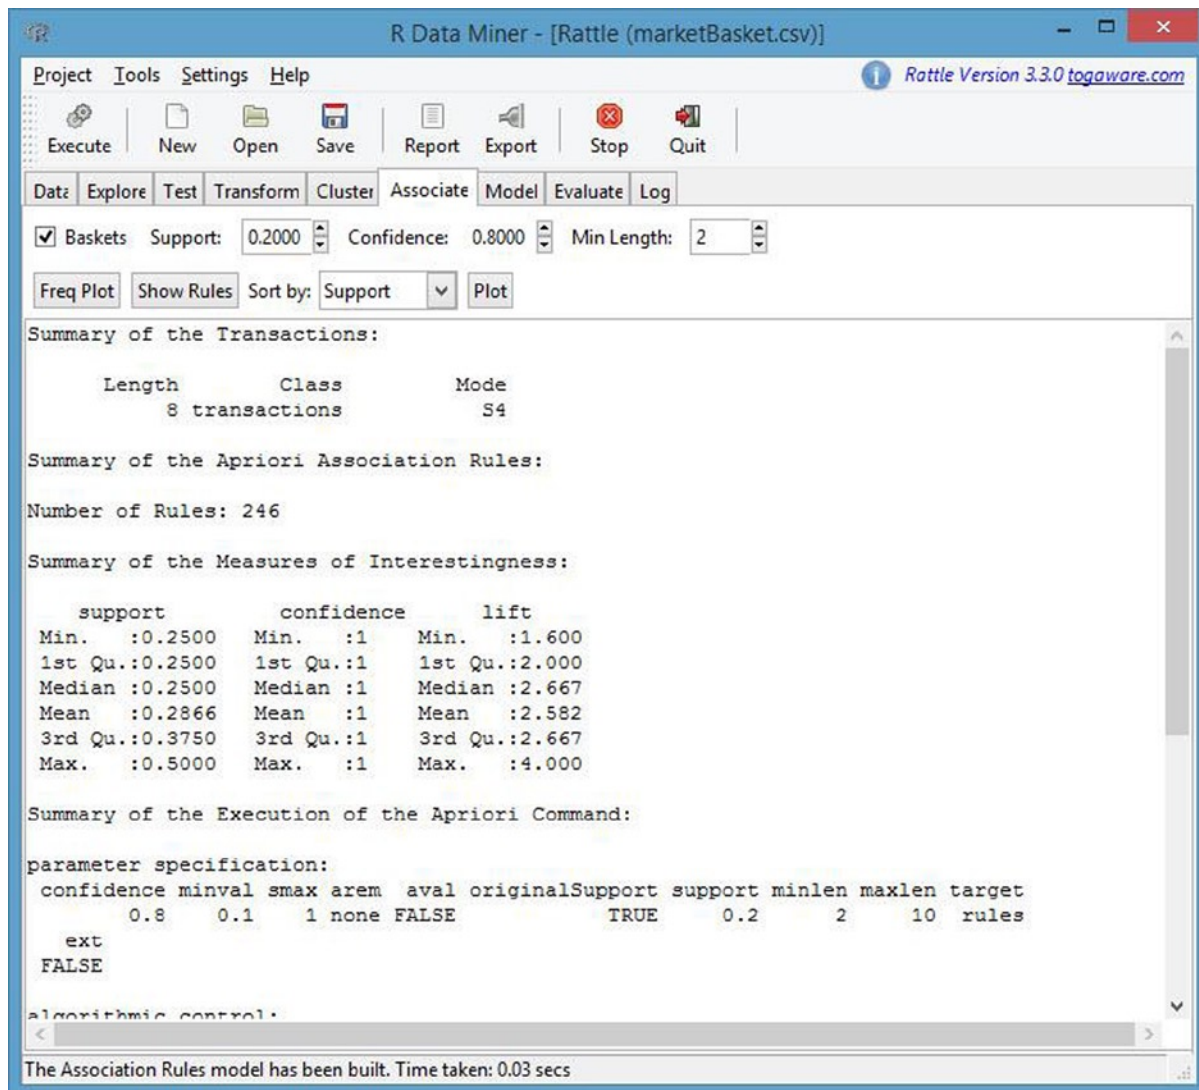 R Data Miner - [Rattle (marketBasket.csv)]
Project Tools Settings Help Rattle Version 3.3.0 togaware.com
Execute New Open Save Report Export Stop Quit
Data Explore Test Transform Cluster Associate Model Evaluate Log
Baskets Support: 0.2000 Confidence: 0.8000 Min Length: 2
Freq Plot Show Rules Sort by: Support Plot
Summary of the Transactions:
Length Class Mode
8 transactions S4
Summary of the Apriori Association Rules:
Number of Rules: 246
Summary of the Measures of Interestingness:
support confidence lift
Min. :0.2500 Min. :1 Min. :1.600
1st Qu.:0.2500 1st Qu.:1 1st Qu.:2.000
Median :0.2500 Median :1 Median :2.667
Mean :0.2866 Mean :1 Mean :2.582
3rd Qu.:0.3750 3rd Qu.:1 3rd Qu.:2.667
Max. :0.5000 Max. :1 Max. :4.000
Summary of the Execution of the Apriori Command:
parameter specification:
confidence minval smax arem aval originalSupport support minlen maxlen target
0.8 0.1 1 none FALSE TRUE 0.2 2 10 rules
ext
FALSE
algorithmic control:
The Association Rules model has been built. Time taken: 0.03 secs